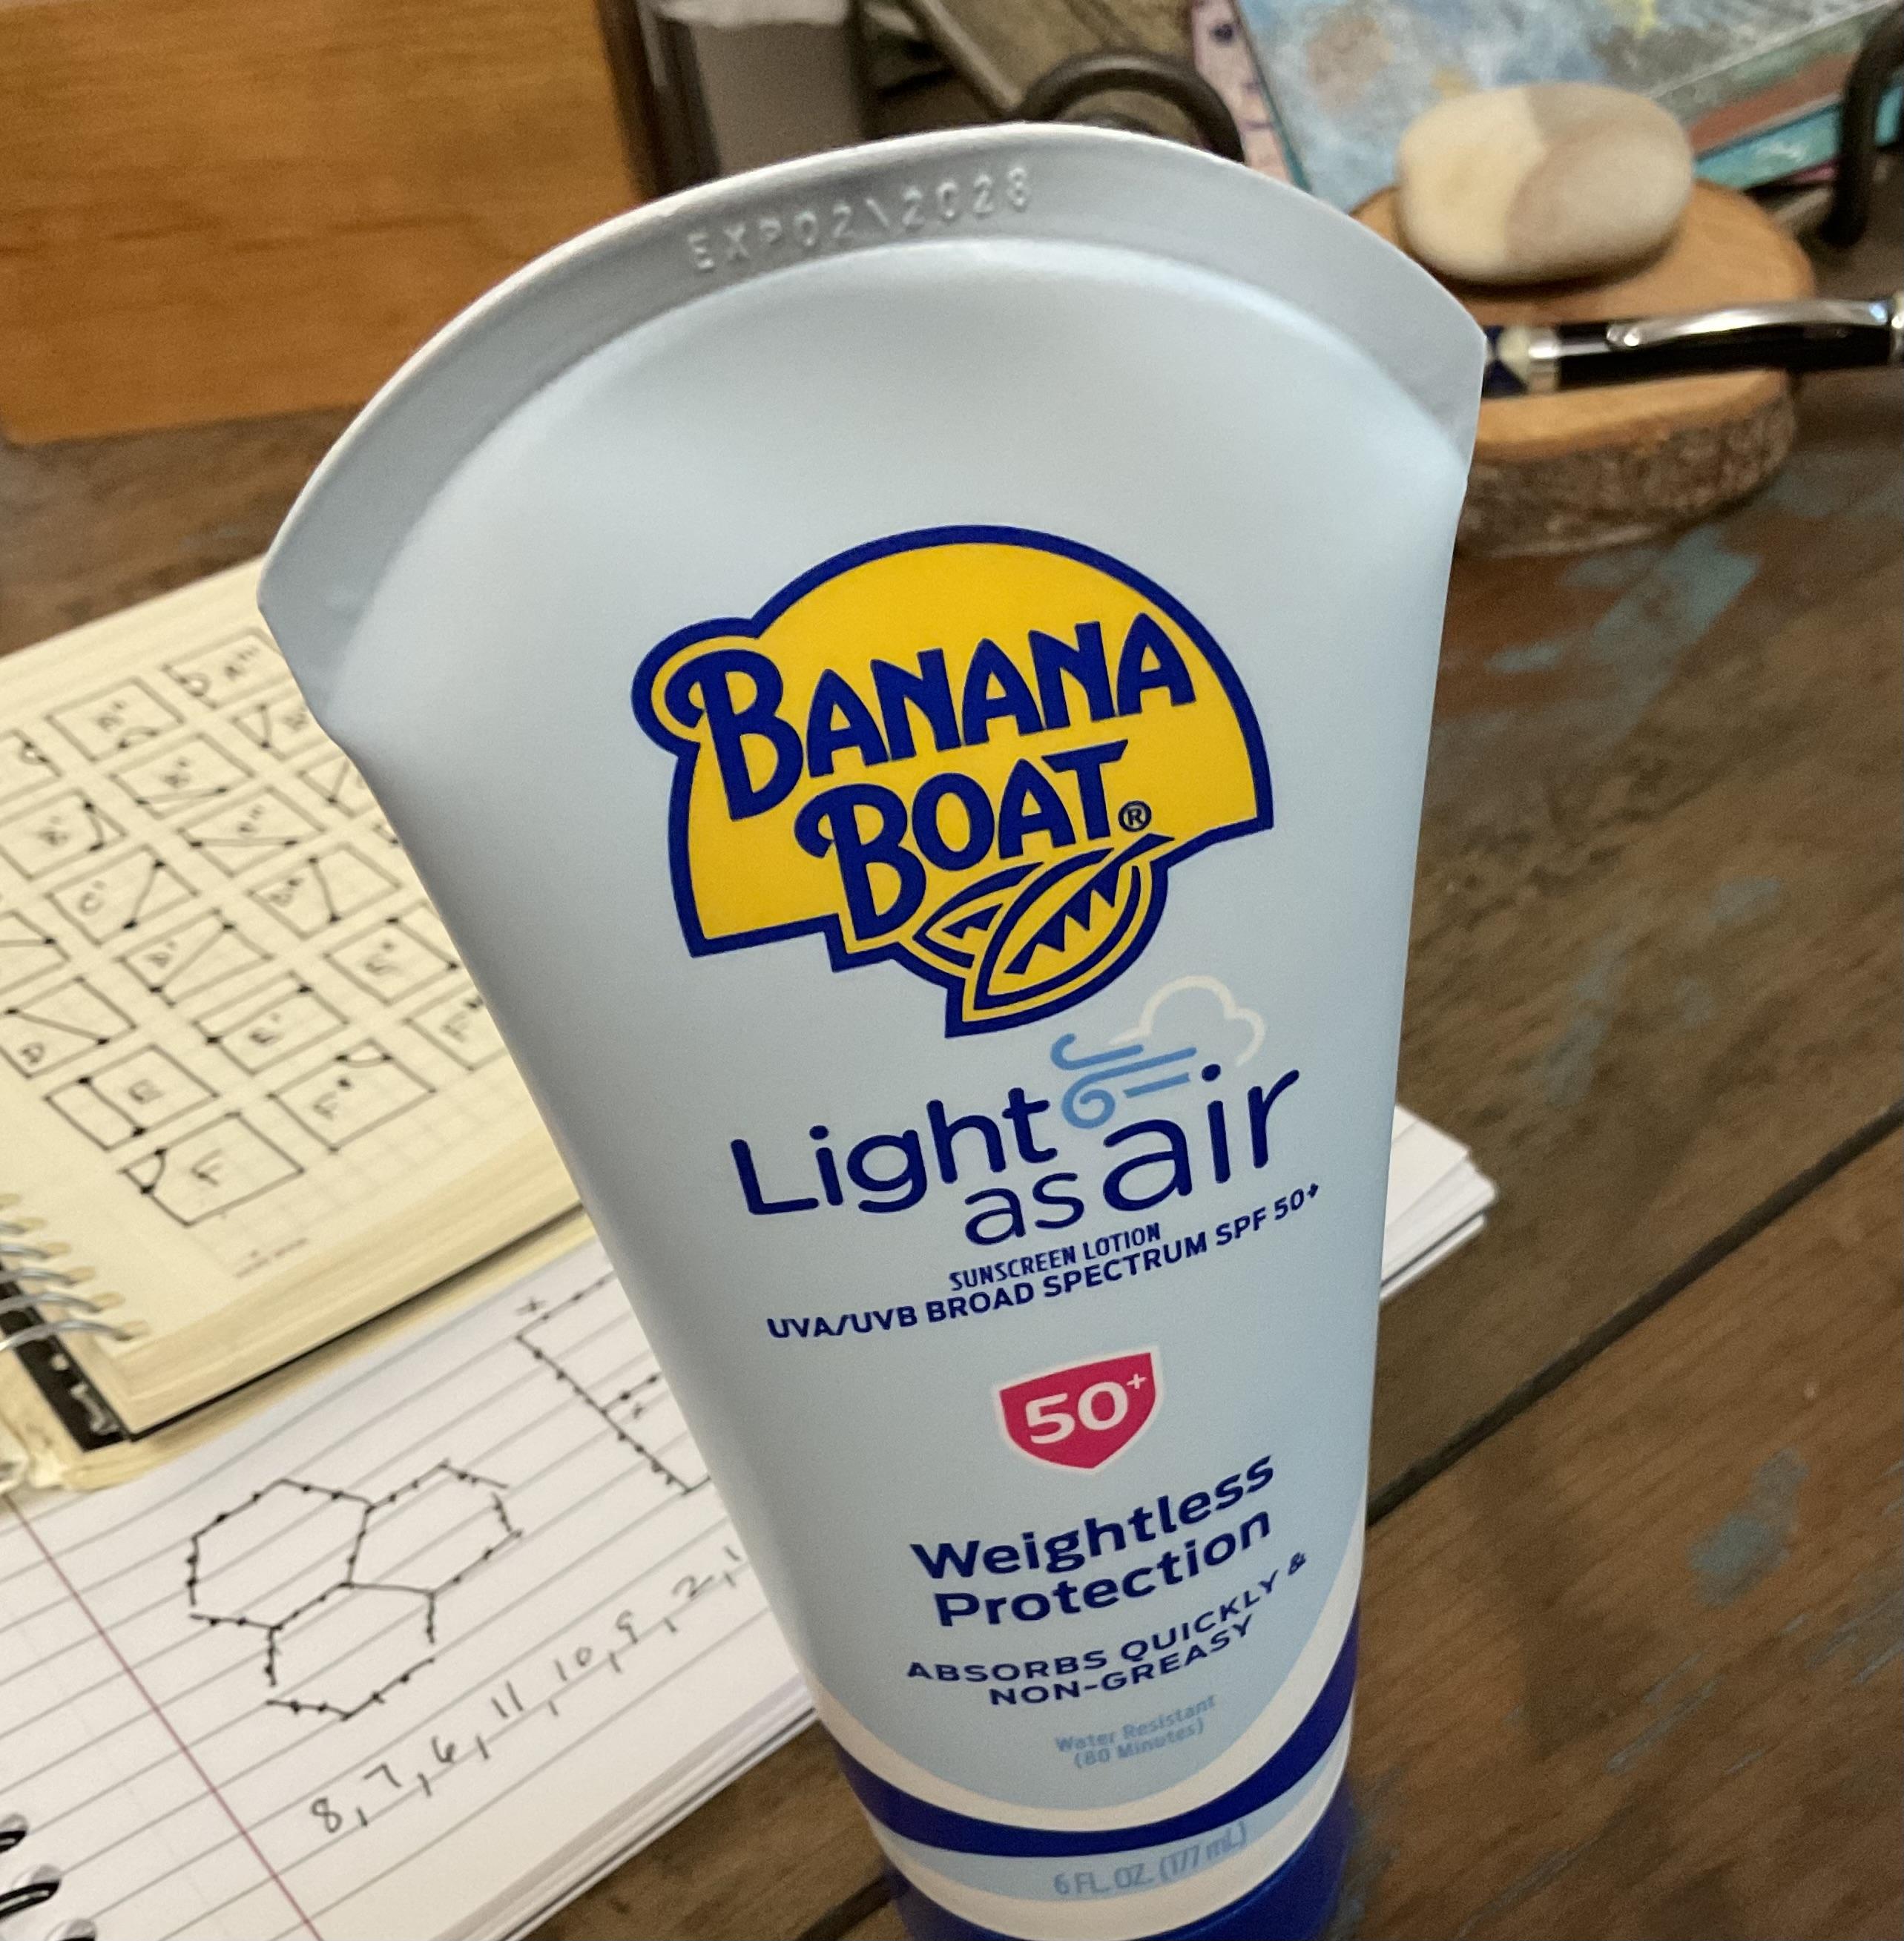 EXP02\2028
BANANA
BOAT®
Light
as air
SUNSCREEN LOTION
UVA/UVB BROAD SPECTRUM SPF 50+
50+
Weightless
Protection
ABSORBS QUICKLY &
NON-GREASY
Water Resistant
(80 Minutes)
6 FL. OZ. (177 mL)
8, 7, 6, 11, 10, 9, 2, 1